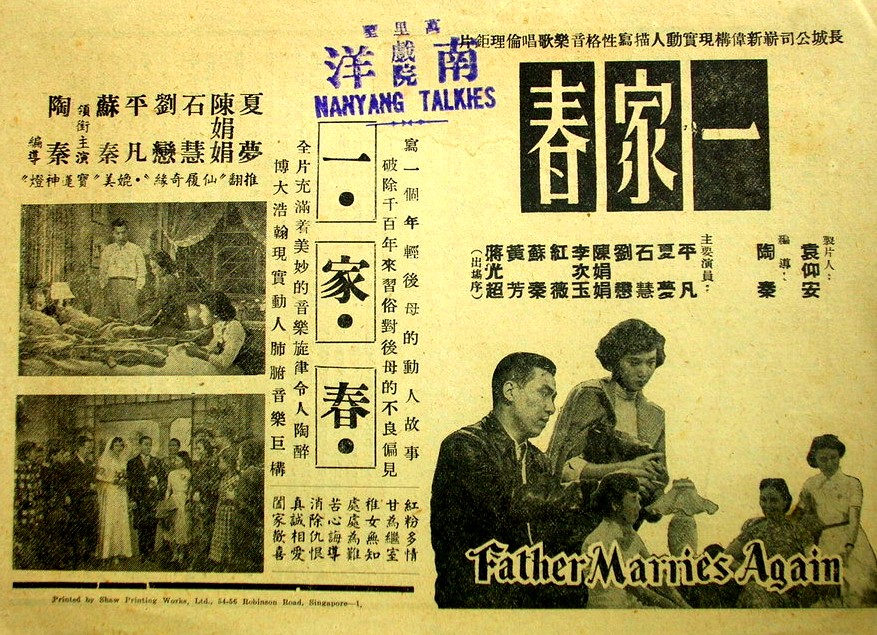 長城公司嶄新偉構現實動人描寫性格音樂歌唱倫理鉅片
一家春
製片人：袁仰安
編導：陶秦
主要演員：
平凡
夏夢
石慧
劉戀
陳娟娟
李次玉
紅薇
蘇秦
黃芳
蔣光超
(出場序)
Father Marries Again
萬里望
南洋戲院
NANYANG TALKIES
寫一個年輕後母的動人故事
破除千百年來習俗對後母的不良偏見
一・家・春・
全片充滿着美妙的音樂旋律令人陶醉
博大浩翰現實動人肺腑音樂巨構
紅粉多情
甘為繼室
稚女無知
處處為難
苦心誨導
消除仇恨
真誠相愛
闔家歡喜
夏夢
陳娟娟
石慧
劉戀
平凡
蘇秦
領銜主演
陶秦
編導
推翻“仙履奇緣”・媲美“寶蓮神燈”
Printed by Shaw Printing Works, Ltd., 54-56 Robinson Road, Singapore—1,